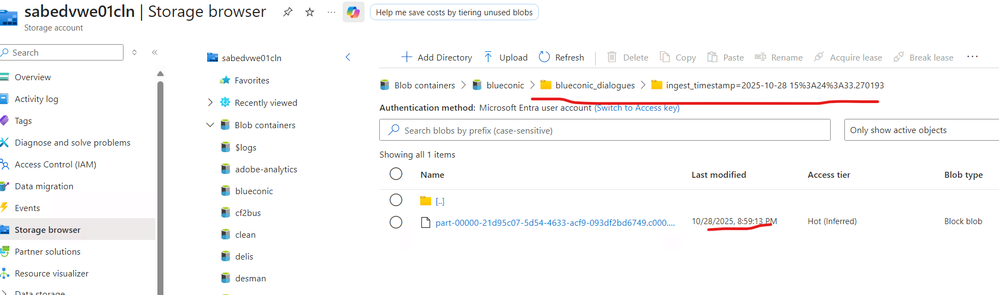 sabedvwe01cln | Storage browser
Help me save costs by tiering unused blobs
Storage account
Search
Overview
Activity log
Tags
Diagnose and solve problems
Access Control (IAM)
Data migration
Events
Storage browser
Partner solutions
Resource visualizer
Data storage
sabedvwe01cln
Favorites
Recently viewed
Blob containers
$logs
adobe-analytics
blueconic
cf2bus
clean
delis
desman
Add Directory Upload Refresh Delete Copy Paste Rename Acquire lease Break lease
Blob containers > blueconic > blueconic_dialogues > ingest_timestamp=2025-10-28 15%3A24%3A33.270193
Authentication method: Microsoft Entra user account (Switch to Access key)
Search blobs by prefix (case-sensitive)
Only show active objects
Showing all 1 items
Name Last modified Access tier Blob type
[..]
part-00000-21d95c07-5d54-4633-acf9-093df2bd6749.c000.... 10/28/2025, 8:59:13 PM Hot (Inferred) Block blob